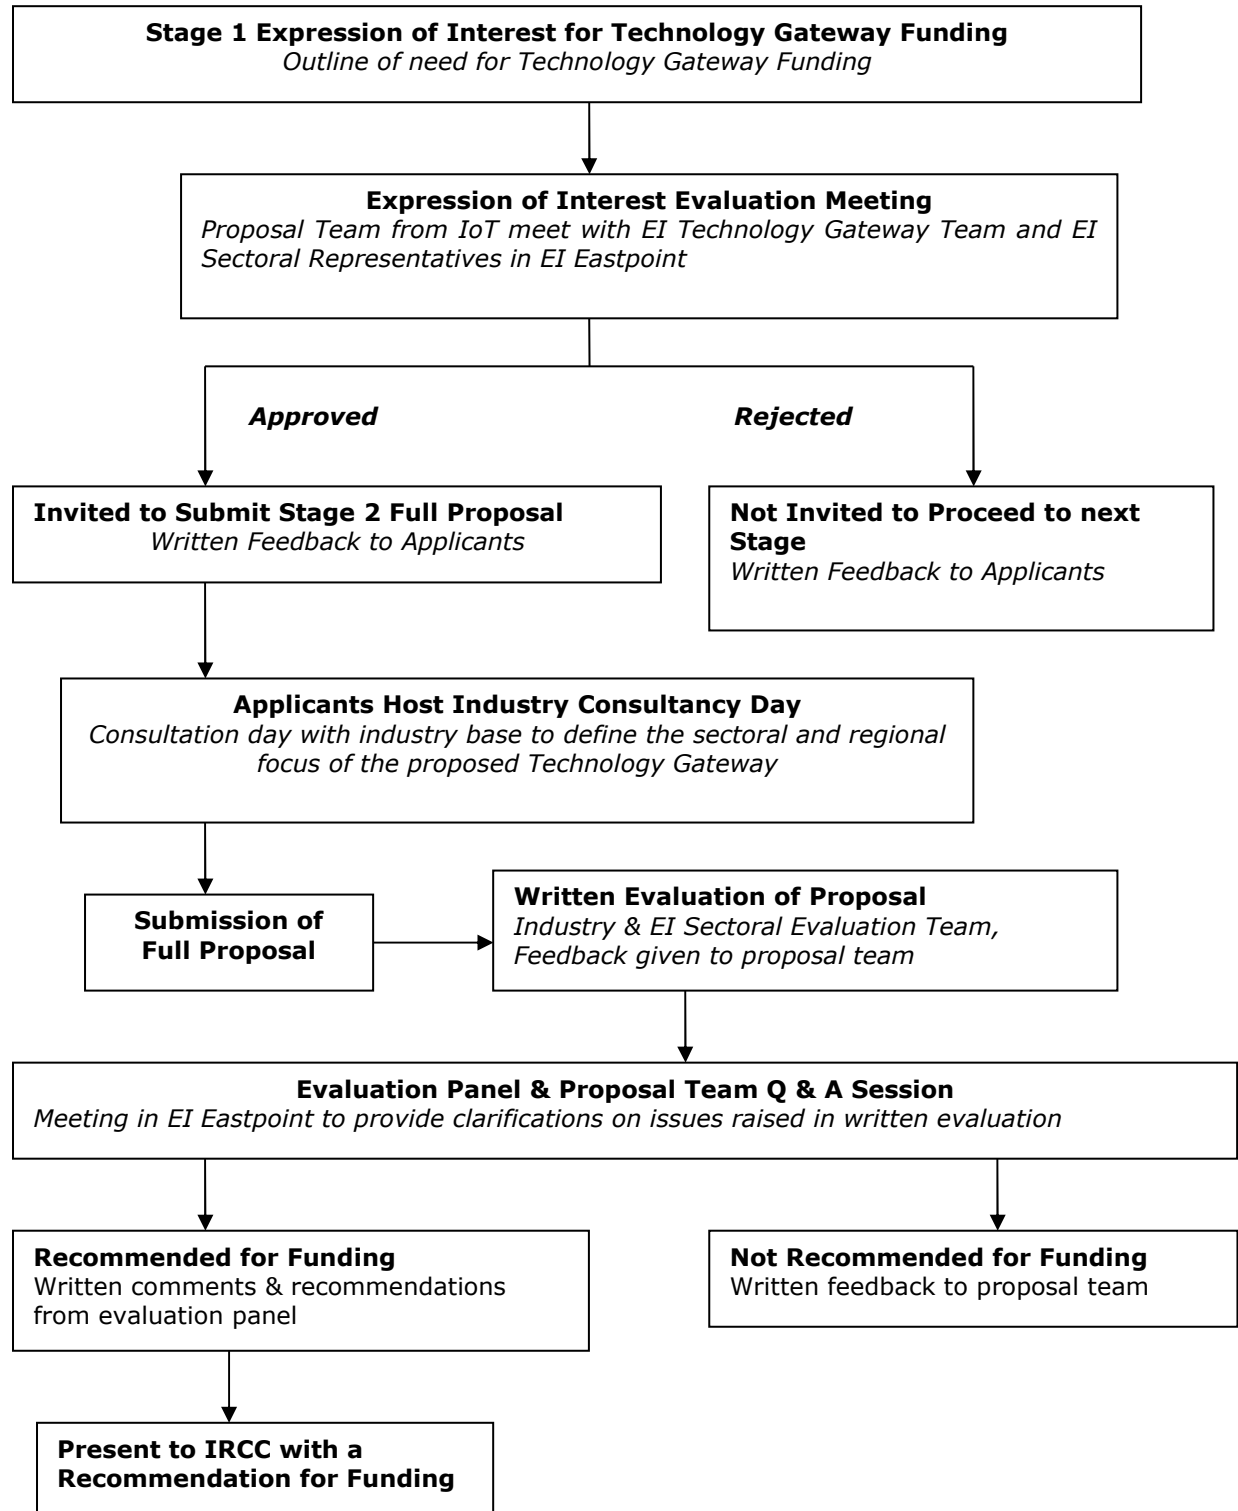 Stage 1 Expression of Interest for Technology Gateway Funding
Outline of need for Technology Gateway Funding
Expression of Interest Evaluation Meeting
Proposal Team from IoT meet with EI Technology Gateway Team and EI
Sectoral Representatives in EI Eastpoint
Approved
Rejected
Invited to Submit Stage 2 Full Proposal
Written Feedback to Applicants
Not Invited to Proceed to next
Stage
Written Feedback to Applicants
Applicants Host Industry Consultancy Day
Consultation day with industry base to define the sectoral and regional
focus of the proposed Technology Gateway
Submission of
Full Proposal
Written Evaluation of Proposal
Industry & EI Sectoral Evaluation Team,
Feedback given to proposal team
Evaluation Panel & Proposal Team Q & A Session
Meeting in EI Eastpoint to provide clarifications on issues raised in written evaluation
Recommended for Funding
Written comments & recommendations
from evaluation panel
Not Recommended for Funding
Written feedback to proposal team
Present to IRCC with a
Recommendation for Funding